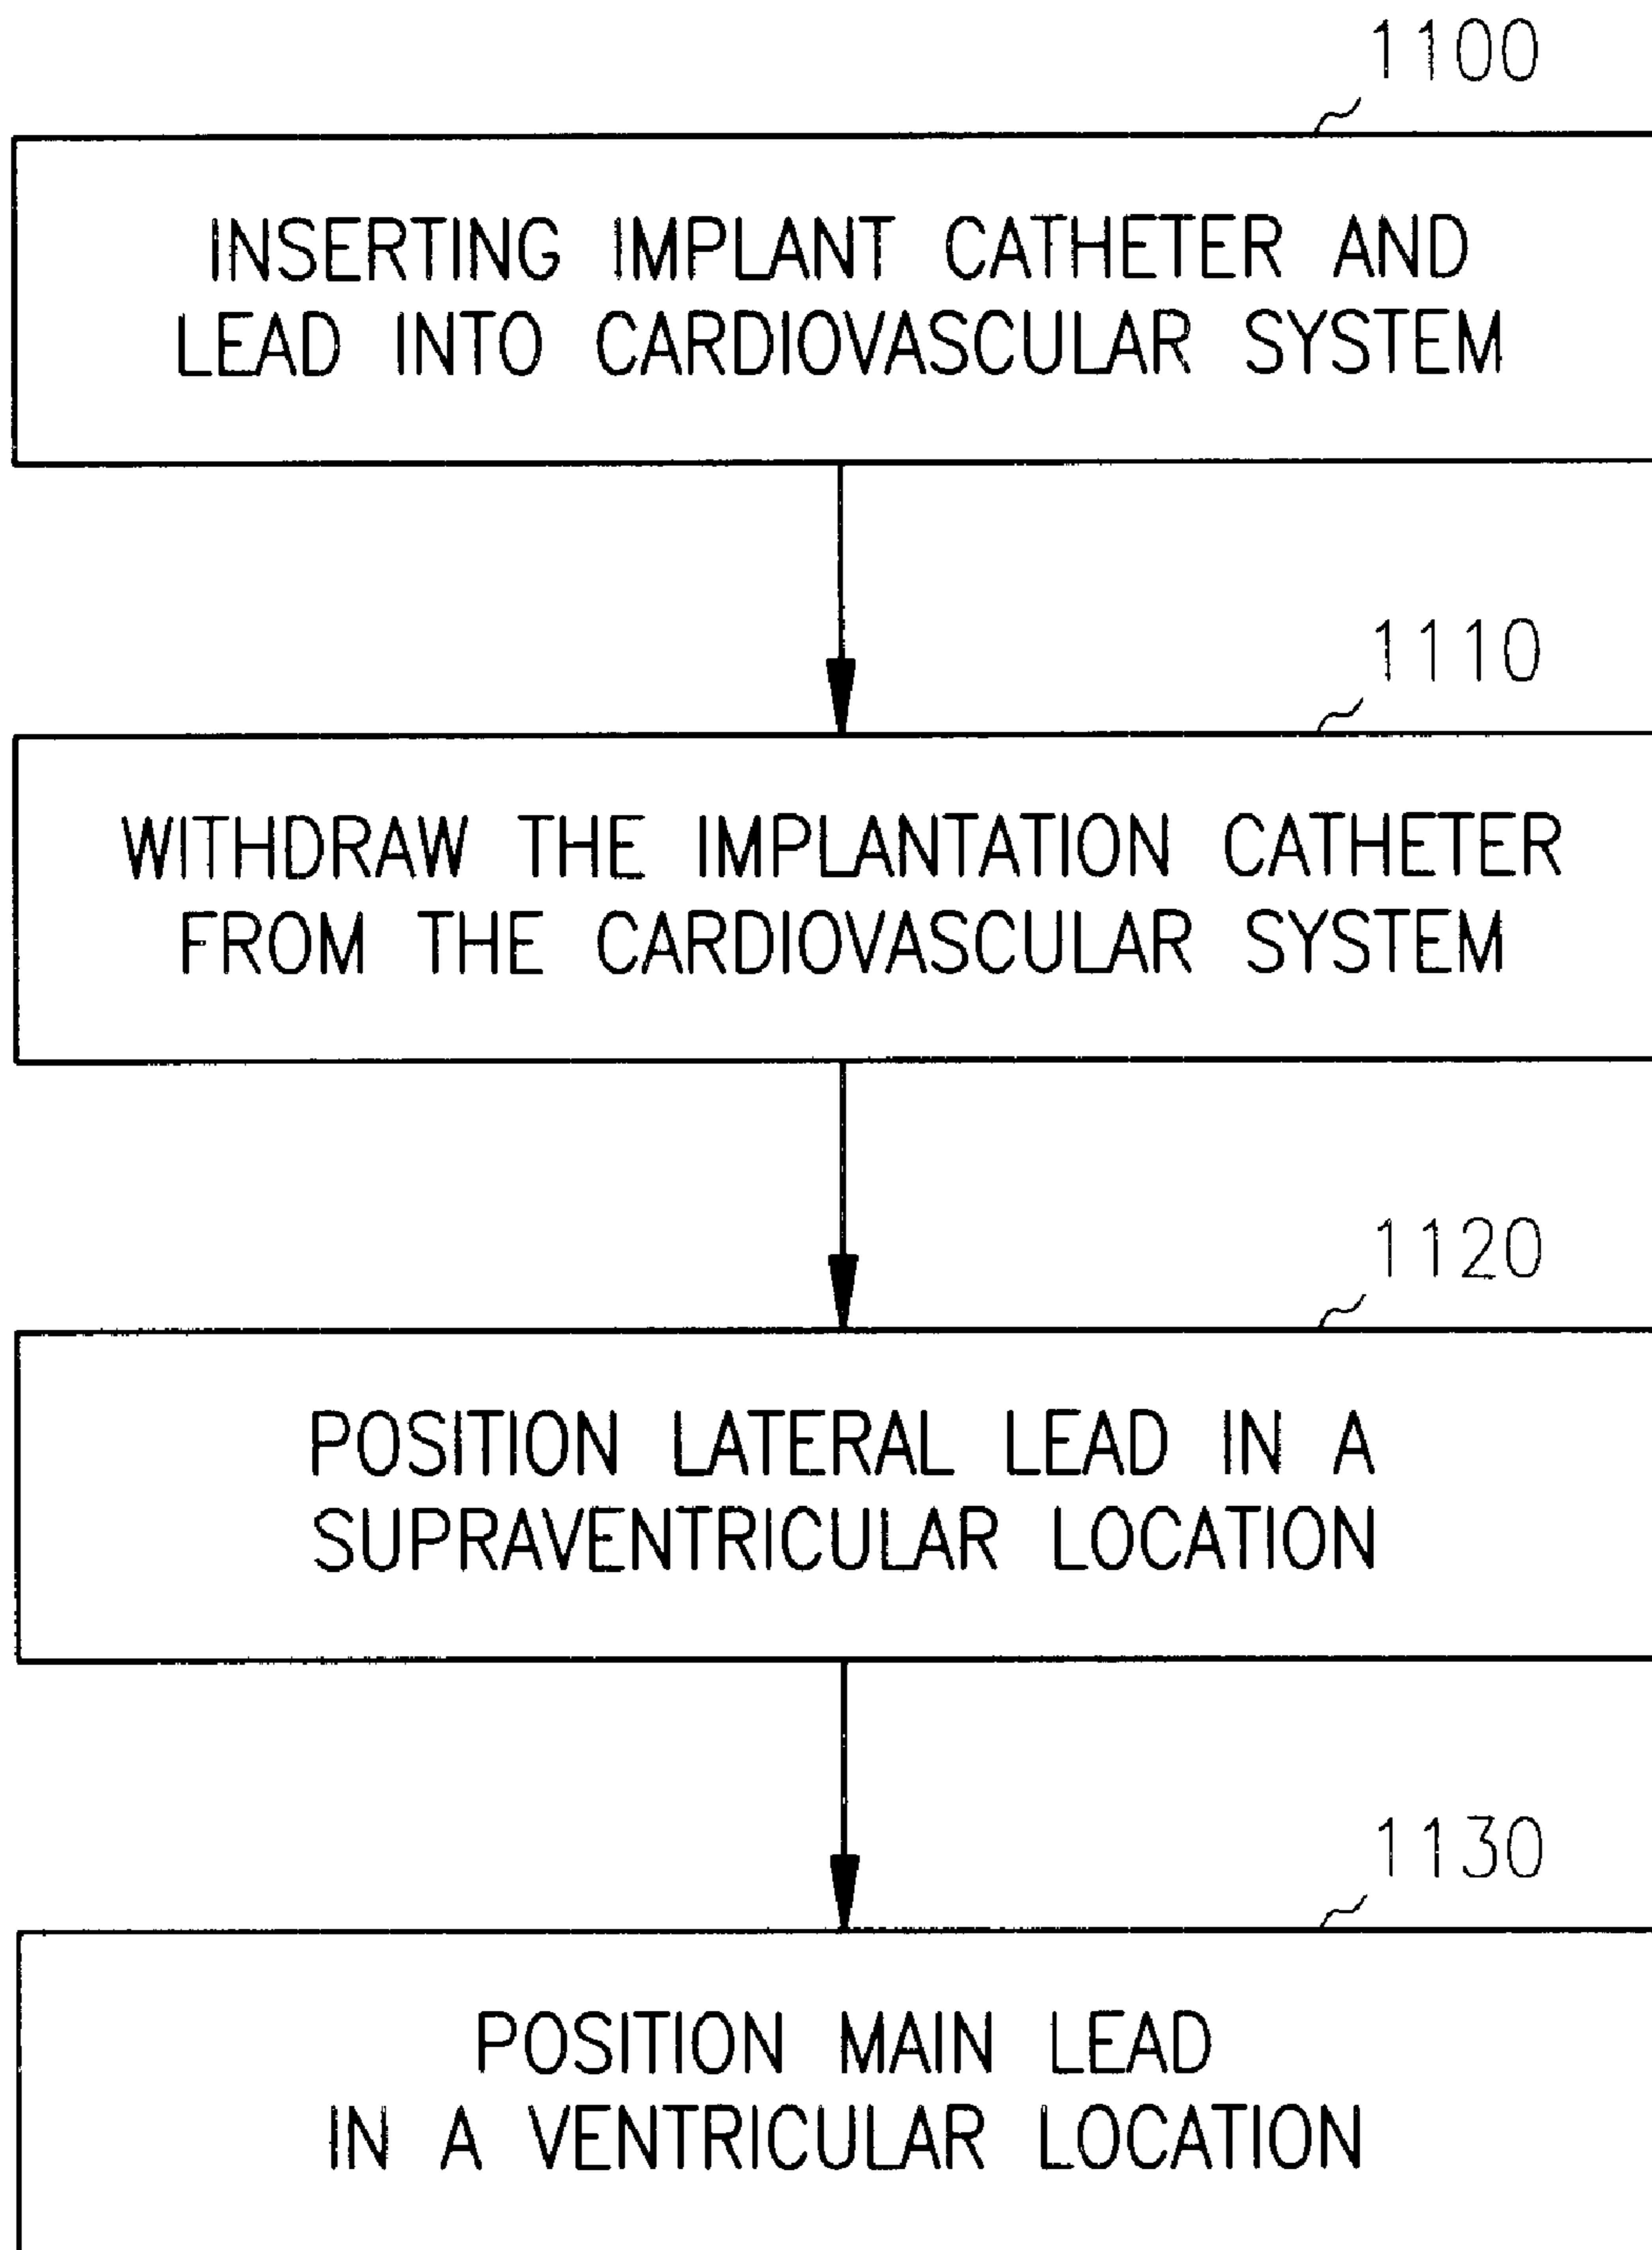 1100
INSERTING IMPLANT CATHETER AND
LEAD INTO CARDIOVASCULAR SYSTEM
1110
WITHDRAW THE IMPLANTATION CATHETER
FROM THE CARDIOVASCULAR SYSTEM
1120
POSITION LATERAL LEAD IN A
SUPRAVENTRICULAR LOCATION
1130
POSITION MAIN LEAD
IN A VENTRICULAR LOCATION